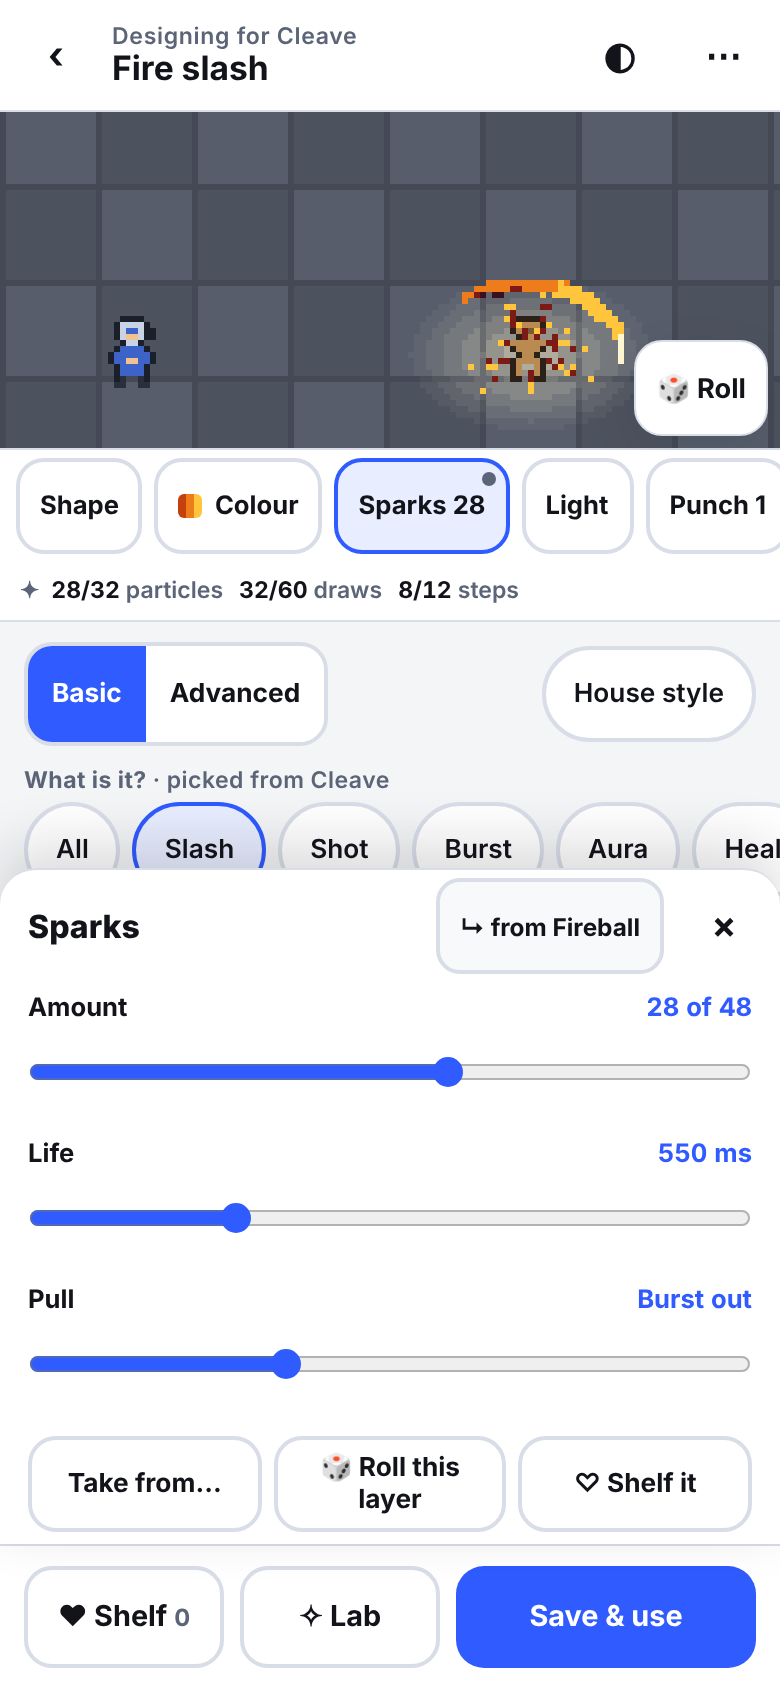 Designing for Cleave
Fire slash
Roll
Shape
Colour
Sparks 28
Light
Punch 1
28/32 particles 32/60 draws 8/12 steps
Basic
Advanced
House style
What is it? · picked from Cleave
All
Slash
Shot
Burst
Aura
Heal
Sparks
↳ from Fireball
Amount
28 of 48
Life
550 ms
Pull
Burst out
Take from...
Roll this
layer
Shelf it
Shelf 0
Lab
Save & use